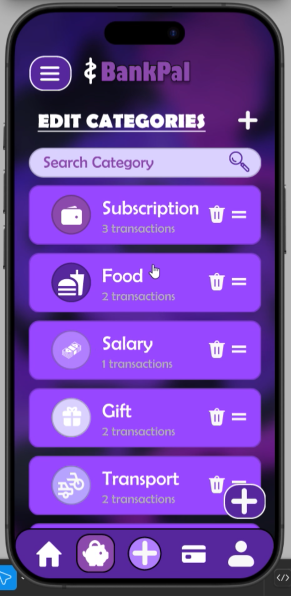 BankPal
EDIT CATEGORIES
Search Category
Subscription
3 transactions
Food
2 transactions
Salary
1 transactions
Gift
2 transactions
Transport
2 transactions